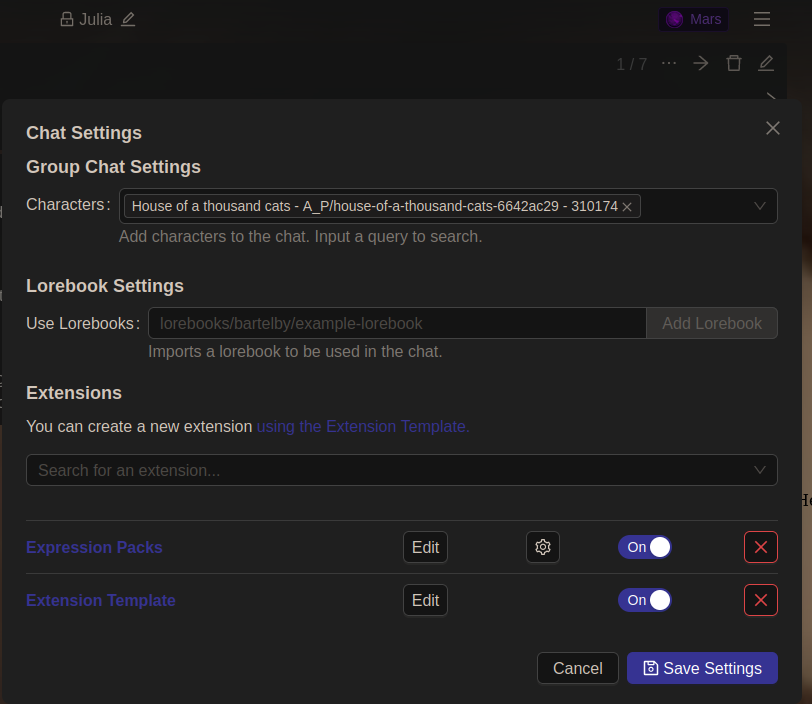 Julia
Mars
1 / 7
Chat Settings
Group Chat Settings
Characters :
House of a thousand cats - A_P/house-of-a-thousand-cats-6642ac29 - 310174
Add characters to the chat. Input a query to search.
Lorebook Settings
Use Lorebooks :
lorebooks/bartelby/example-lorebook
Add Lorebook
Imports a lorebook to be used in the chat.
Extensions
You can create a new extension using the Extension Template.
Search for an extension...
Expression Packs Edit On
Extension Template Edit On
Cancel Save Settings